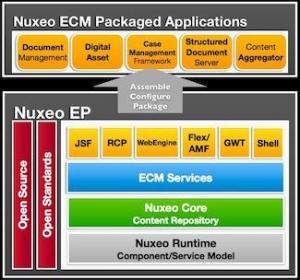 Nuxeo ECM Packaged Applications
Document
Management
Digital
Asset
Case
Management
Framework
Structured
Document
Server
Content
Aggregator
Assemble
Configure
Package
Nuxeo EP
Open Source
Open Standards
JSF
RCP
WebEngine
Flex/
AMF
GWT
Shell
ECM Services
Nuxeo Core
Content Repository
Nuxeo Runtime
Component/Service Model